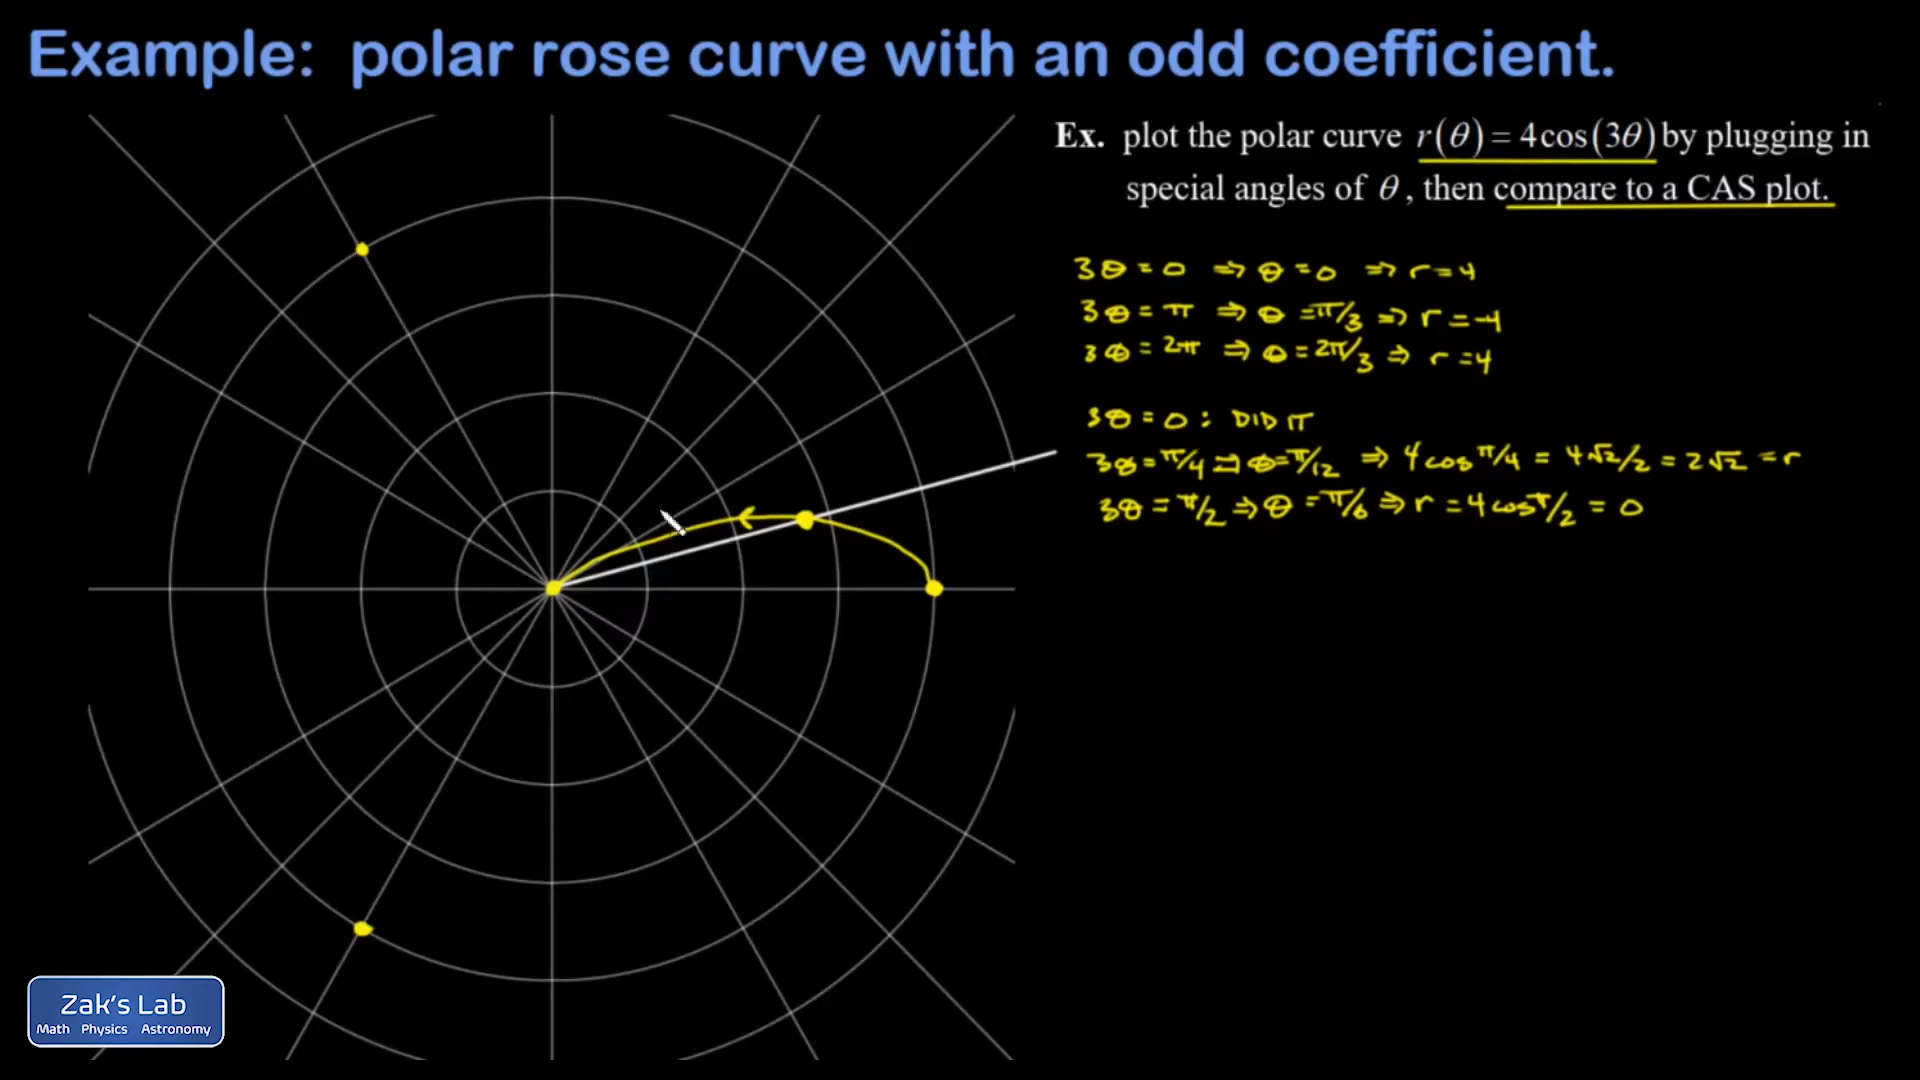 Example: polar rose curve with an odd coefficient.
Ex. plot the polar curve r(θ) = 4cos(3θ) by plugging in
special angles of θ, then compare to a CAS plot.
3θ = 0 ⇒ θ = 0 ⇒ r = 4
3θ = π ⇒ θ = π/3 ⇒ r = -4
3θ = 2π ⇒ θ = 2π/3 ⇒ r = 4
3θ = 0 : DID IT
3θ = π/4 ⇒ θ = π/12 ⇒ 4cos π/4 = 4√2/2 = 2√2 = r
3θ = π/2 ⇒ θ = π/6 ⇒ r = 4cos π/2 = 0
Zak's Lab
Math Physics Astronomy